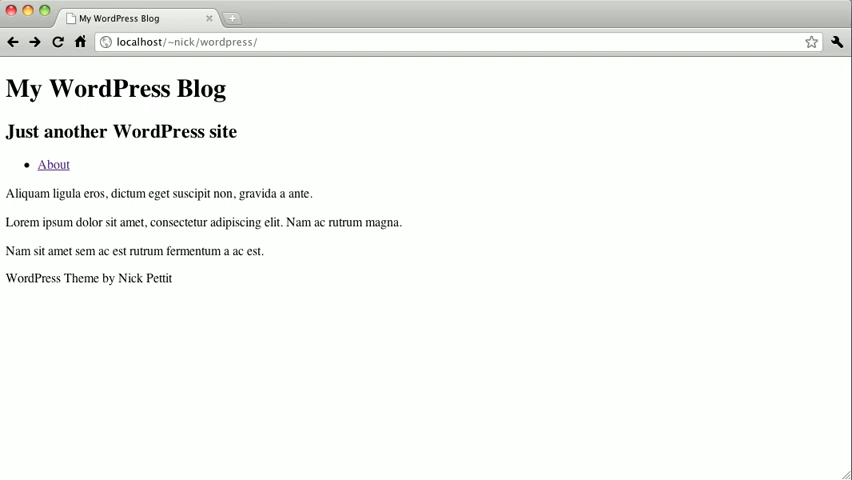 My WordPress Blog
localhost/~nick/wordpress/
My WordPress Blog
Just another WordPress site
About
Aliquam ligula eros, dictum eget suscipit non, gravida a ante.
Lorem ipsum dolor sit amet, consectetur adipiscing elit. Nam ac rutrum magna.
Nam sit amet sem ac est rutrum fermentum a ac est.
WordPress Theme by Nick Pettit